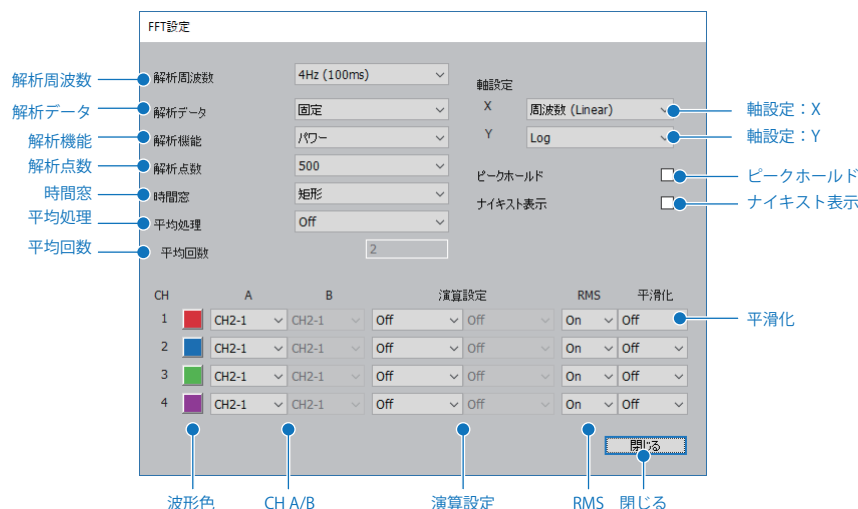 FFT設定
解析周波数
解析周波数
4Hz (100ms)
軸設定
解析データ
解析データ
固定
X
周波数 (Linear)
軸設定：X
解析機能
解析機能
パワー
Y
Log
軸設定：Y
解析点数
解析点数
500
ピークホールド
ピークホールド
時間窓
時間窓
矩形
ナイキスト表示
ナイキスト表示
平均処理
平均処理
Off
平均回数
平均回数
2
CH A B 演算設定 RMS 平滑化
1 CH2-1 CH2-1 Off Off On Off
平滑化
2 CH2-1 CH2-1 Off Off On Off
3 CH2-1 CH2-1 Off Off On Off
4 CH2-1 CH2-1 Off Off On Off
閉じる
波形色 CH A/B 演算設定 RMS 閉じる